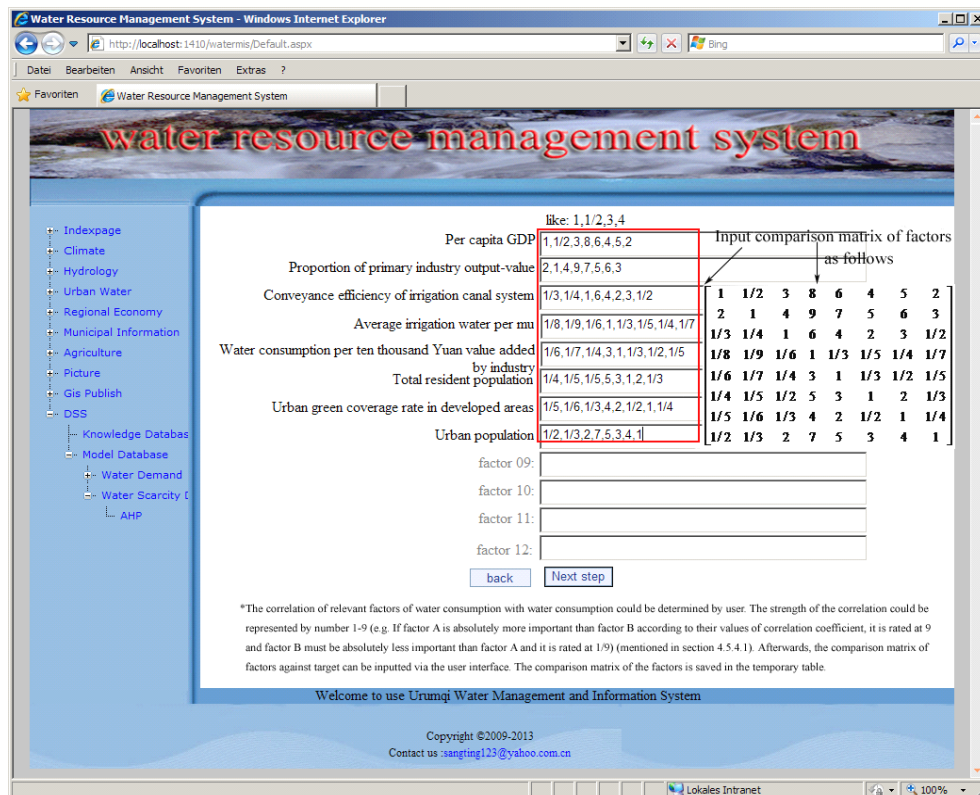 Water Resource Management System - Windows Internet Explorer
http://localhost:1410/watermis/Default.aspx
Bing
Datei Bearbeiten Ansicht Favoriten Extras ?
Favoriten Water Resource Management System
water resource management system
Indexpage
Climate
Hydrology
Urban Water
Regional Economy
Municipal Information
Agriculture
Picture
Gis Publish
DSS
Knowledge Databas
Model Database
Water Demand
Water Scarcity D
AHP
like: 1,1/2,3,4
Per capita GDP 1,1/2,3,8,6,4,5,2
Proportion of primary industry output-value 2,1,4,9,7,5,6,3
Conveyance efficiency of irrigation canal system 1/3,1/4,1,6,4,2,3,1/2
Average irrigation water per mu 1/8,1/9,1/6,1,1/3,1/5,1/4,1/7
Water consumption per ten thousand Yuan value added 1/6,1/7,1/4,3,1,1/3,1/2,1/5
by industry
Total resident population 1/4,1/5,1/5,5,3,1,2,1/3
Urban green coverage rate in developed areas 1/5,1/6,1/3,4,2,1/2,1,1/4
Urban population 1/2,1/3,2,7,5,3,4,1
factor 09:
factor 10:
factor 11:
factor 12:
back Next step
Input comparison matrix of factors
as follows
1 1/2 3 8 6 4 5 2
2 1 4 9 7 5 6 3
1/3 1/4 1 6 4 2 3 1/2
1/8 1/9 1/6 1 1/3 1/5 1/4 1/7
1/6 1/7 1/4 3 1 1/3 1/2 1/5
1/4 1/5 1/2 5 3 1 2 1/3
1/5 1/6 1/3 4 2 1/2 1 1/4
1/2 1/3 2 7 5 3 4 1
*The correlation of relevant factors of water consumption with water consumption could be determined by user. The strength of the correlation could be
represented by number 1-9 (e.g. If factor A is absolutely more important than factor B according to their values of correlation coefficient, it is rated at 9
and factor B must be absolutely less important than factor A and it is rated at 1/9) (mentioned in section 4.5.4.1). Afterwards, the comparison matrix of
factors against target can be inputted via the user interface. The comparison matrix of the factors is saved in the temporary table.
Welcome to use Urumqi Water Management and Information System
Copyright ©2009-2013
Contact us :sangting123@yahoo.com.cn
Lokales Intranet 100%